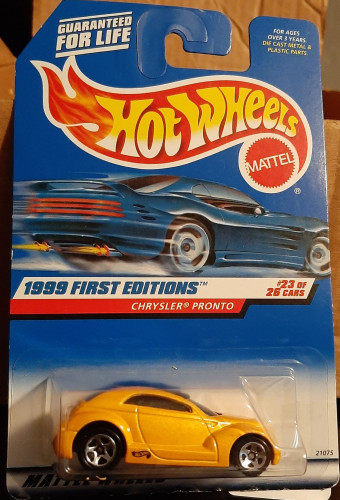 GUARANTEED
FOR LIFE
FOR AGES
OVER 3 YEARS
DIE CAST METAL &
PLASTIC PARTS.
HOT WHEELS
MATTEL
®
1999 FIRST EDITIONS™
#23 OF
26 CARS
CHRYSLER® PRONTO
21075